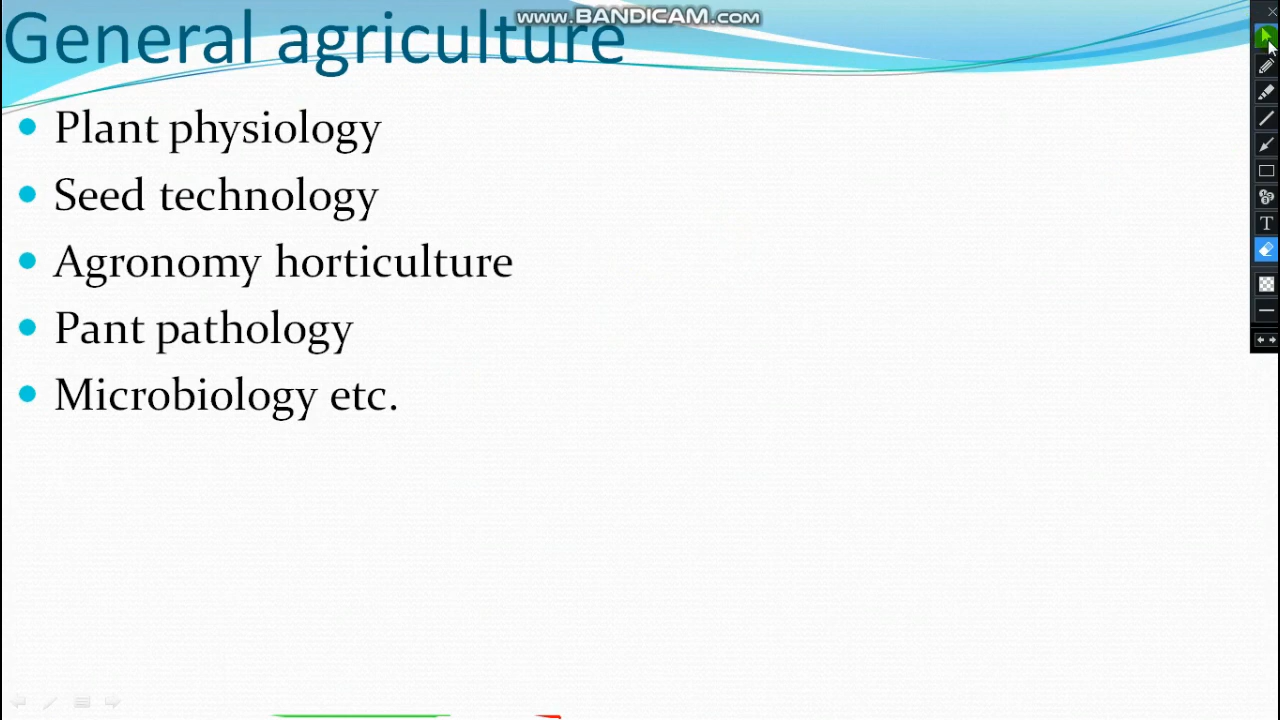 www.BANDICAM.com
General agriculture
Plant physiology
Seed technology
Agronomy horticulture
Pant pathology
Microbiology etc.
T